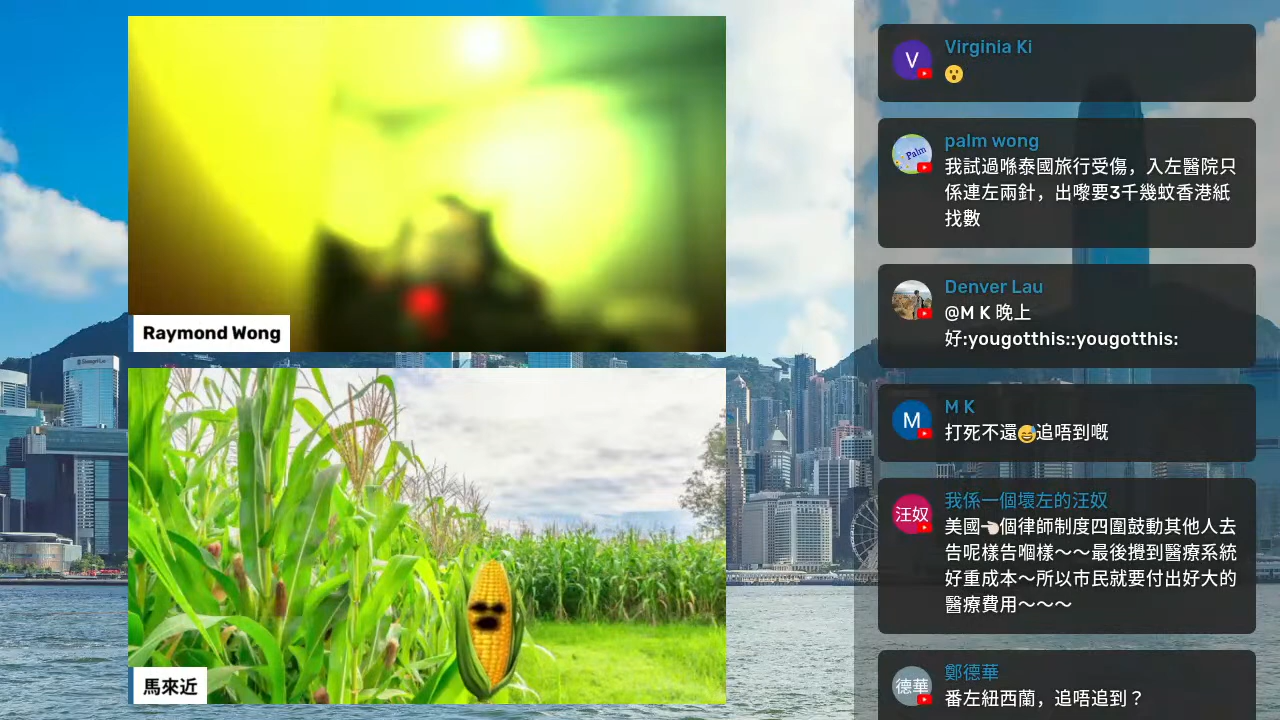 Raymond Wong
馬來近
V
Virginia Ki
😮
Palm
palm wong
我試過喺泰國旅行受傷，入左醫院只
係連左兩針，出嚟要3千幾蚊香港紙
找數
Denver Lau
@M K 晚上
好:yougotthis::yougotthis:
M
M K
打死不還😅追唔到嘅
汪奴
我係一個壞左的汪奴
美國👈🏻個律師制度四圍鼓動其他人去
告呢樣告嗰樣～～最後攪到醫療系統
好重成本～所以市民就要付出好大的
醫療費用～～～
德華
鄭德華
番左紐西蘭，追唔追到？